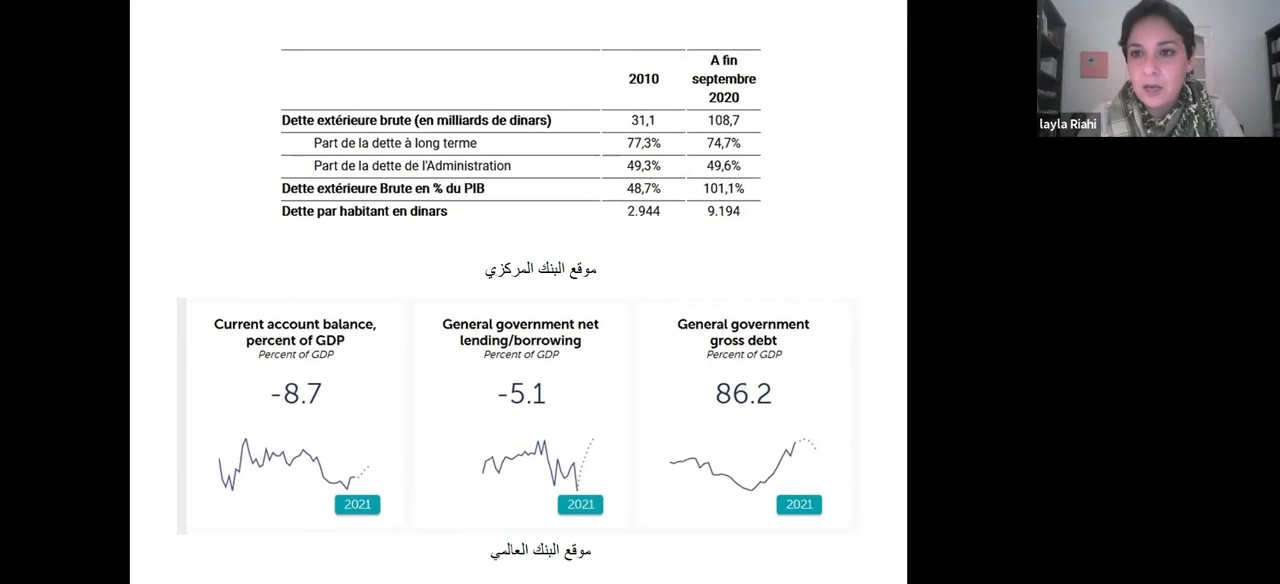 2010
A fin
septembre
2020
Dette extérieure brute (en milliards de dinars) 31,1 108,7
Part de la dette à long terme 77,3% 74,7%
Part de la dette de l'Administration 49,3% 49,6%
Dette extérieure Brute en % du PIB 48,7% 101,1%
Dette par habitant en dinars 2.944 9.194
موقع البنك المركزي
Current account balance,
percent of GDP
Percent of GDP
-8.7
2021
General government net
lending/borrowing
Percent of GDP
-5.1
2021
General government
gross debt
Percent of GDP
86.2
2021
موقع البنك العالمي
layla Riahi